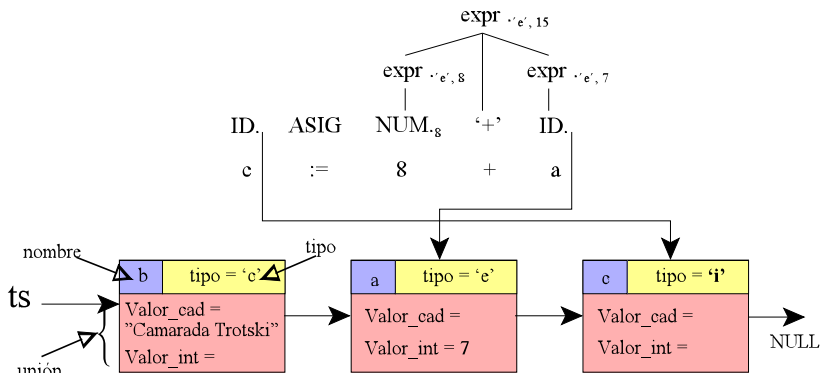 expr .´e´, 15
expr .´e´, 8 expr .´e´, 7
ID. ASIG NUM.8 ‘+’ ID.
c := 8 + a
nombre tipo
b tipo = ‘c’ a tipo = ‘e’ c tipo = ‘i’
ts
Valor_cad = Valor_cad = Valor_cad =
”Camarada Trotski”
Valor_int = Valor_int = 7 Valor_int =
NULL
unión